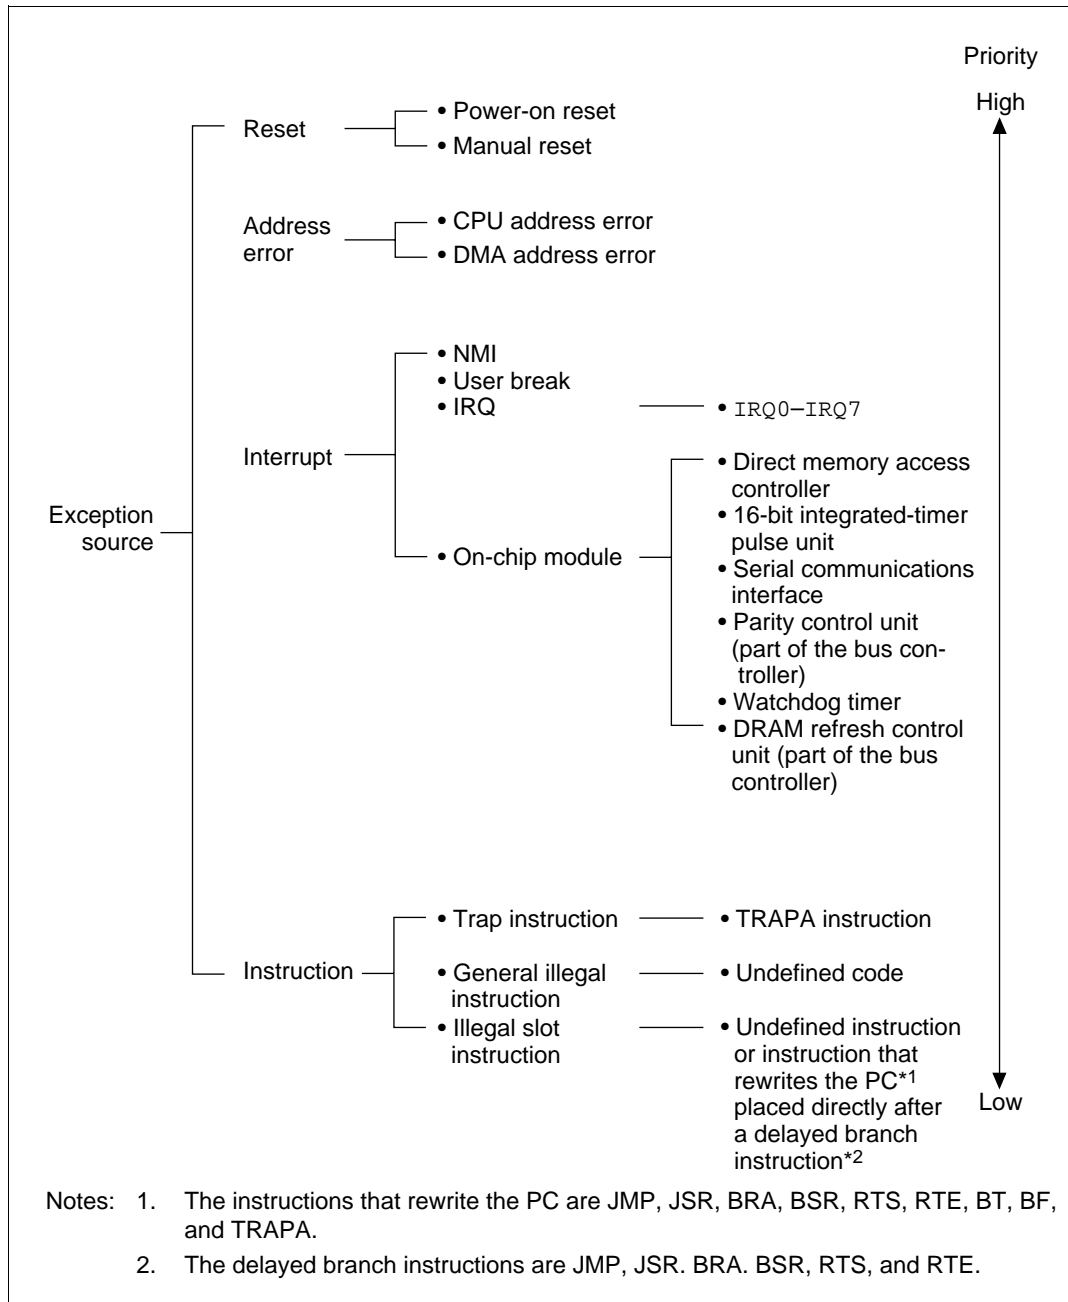 Priority
High
Reset
• Power-on reset
• Manual reset
Address
error
• CPU address error
• DMA address error
Interrupt
• NMI
• User break
• IRQ
• IRQ0–IRQ7
• On-chip module
• Direct memory access
controller
• 16-bit integrated-timer
pulse unit
• Serial communications
interface
• Parity control unit
(part of the bus con-
troller)
• Watchdog timer
• DRAM refresh control
unit (part of the bus
controller)
Exception
source
Instruction
• Trap instruction
• TRAPA instruction
• General illegal
instruction
• Undefined code
• Illegal slot
instruction
• Undefined instruction
or instruction that
rewrites the PC*1
placed directly after
a delayed branch
instruction*2
Low
Notes: 1. The instructions that rewrite the PC are JMP, JSR, BRA, BSR, RTS, RTE, BT, BF,
and TRAPA.
2. The delayed branch instructions are JMP, JSR. BRA. BSR, RTS, and RTE.